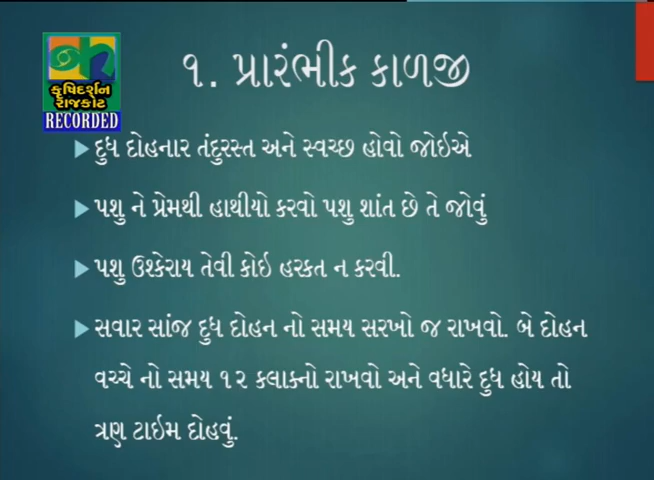 ૧. પ્રારંભીક કાળજી
કૃષિદર્શન
રાજકોટ
RECORDED
દુધ દોહનાર તંદુરસ્ત અને સ્વચ્છ હોવો જોઇએ
પશુ ને પ્રેમથી હાથીયો કરવો પશુ શાંત છે તે જોવું
પશુ ઉશ્કેરાય તેવી કોઇ હરકત ન કરવી.
સવાર સાંજ દુધ દોહન નો સમય સરખો જ રાખવો. બે દોહન
વચ્ચે નો સમય ૧૨ કલાક્નો રાખવો અને વધારે દુધ હોય તો
ત્રણ ટાઇમ દોહવું.